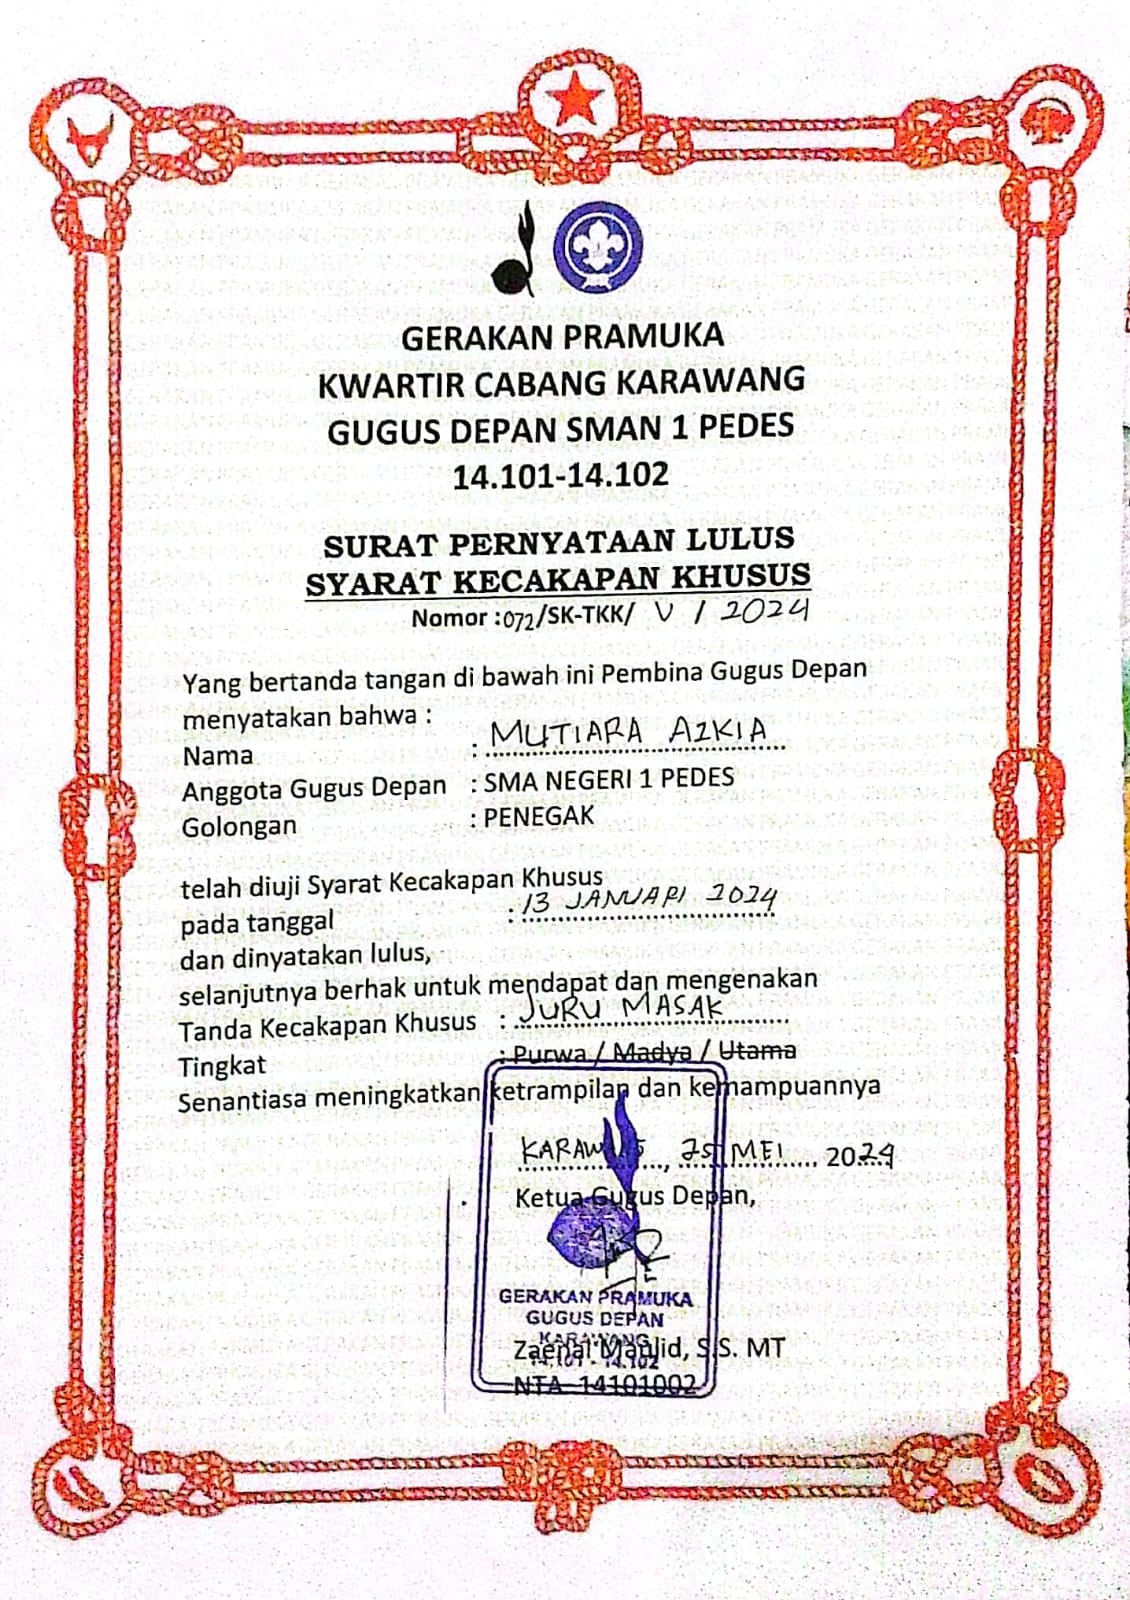 GERAKAN PRAMUKA
KWARTIR CABANG KARAWANG
GUGUS DEPAN SMAN 1 PEDES
14.101-14.102
SURAT PERNYATAAN LULUS
SYARAT KECAKAPAN KHUSUS
Nomor : 072/SK-TKK/ V / 2024
Yang bertanda tangan di bawah ini Pembina Gugus Depan
menyatakan bahwa :
Nama : MUTIARA AZKIA
Anggota Gugus Depan : SMA NEGERI 1 PEDES
Golongan : PENEGAK
telah diuji Syarat Kecakapan Khusus
pada tanggal : 13 JANUARI 2024
dan dinyatakan lulus,
selanjutnya berhak untuk mendapat dan mengenakan
Tanda Kecakapan Khusus : JURU MASAK
Tingkat : Purwa / Madya / Utama
Senantiasa meningkatkan ketrampilan dan kemampuannya
KARAWANG, 25 MEI 2024
Ketua Gugus Depan,
GERAKAN PRAMUKA
GUGUS DEPAN
KARAWANG
14.101 - 14.102
Zaenal Maulid, S.S. MT
NTA 14101002